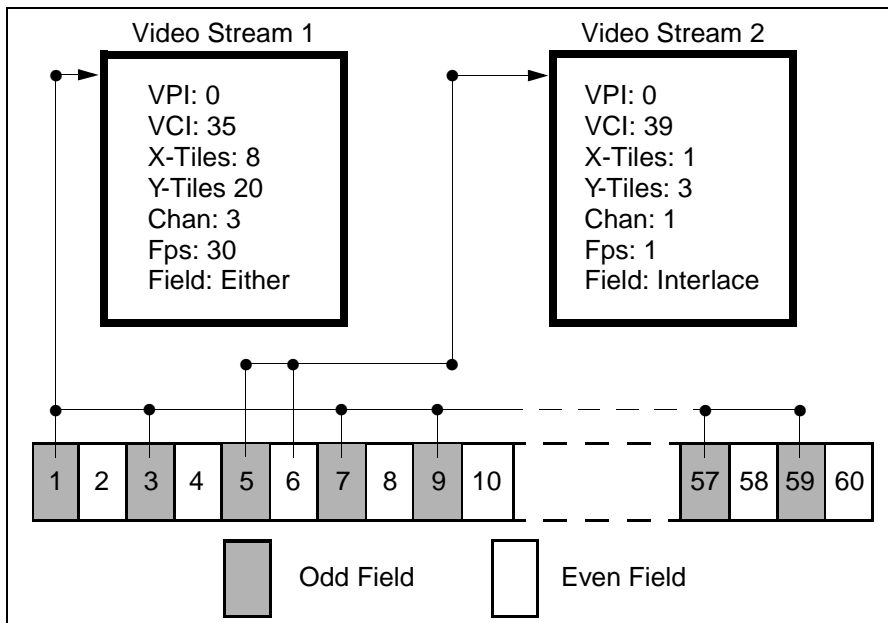 Video Stream 1
Video Stream 2
VPI: 0
VCI: 35
X-Tiles: 8
Y-Tiles 20
Chan: 3
Fps: 30
Field: Either
VPI: 0
VCI: 39
X-Tiles: 1
Y-Tiles: 3
Chan: 1
Fps: 1
Field: Interlace
1 2 3 4 5 6 7 8 9 10 57 58 59 60
Odd Field
Even Field